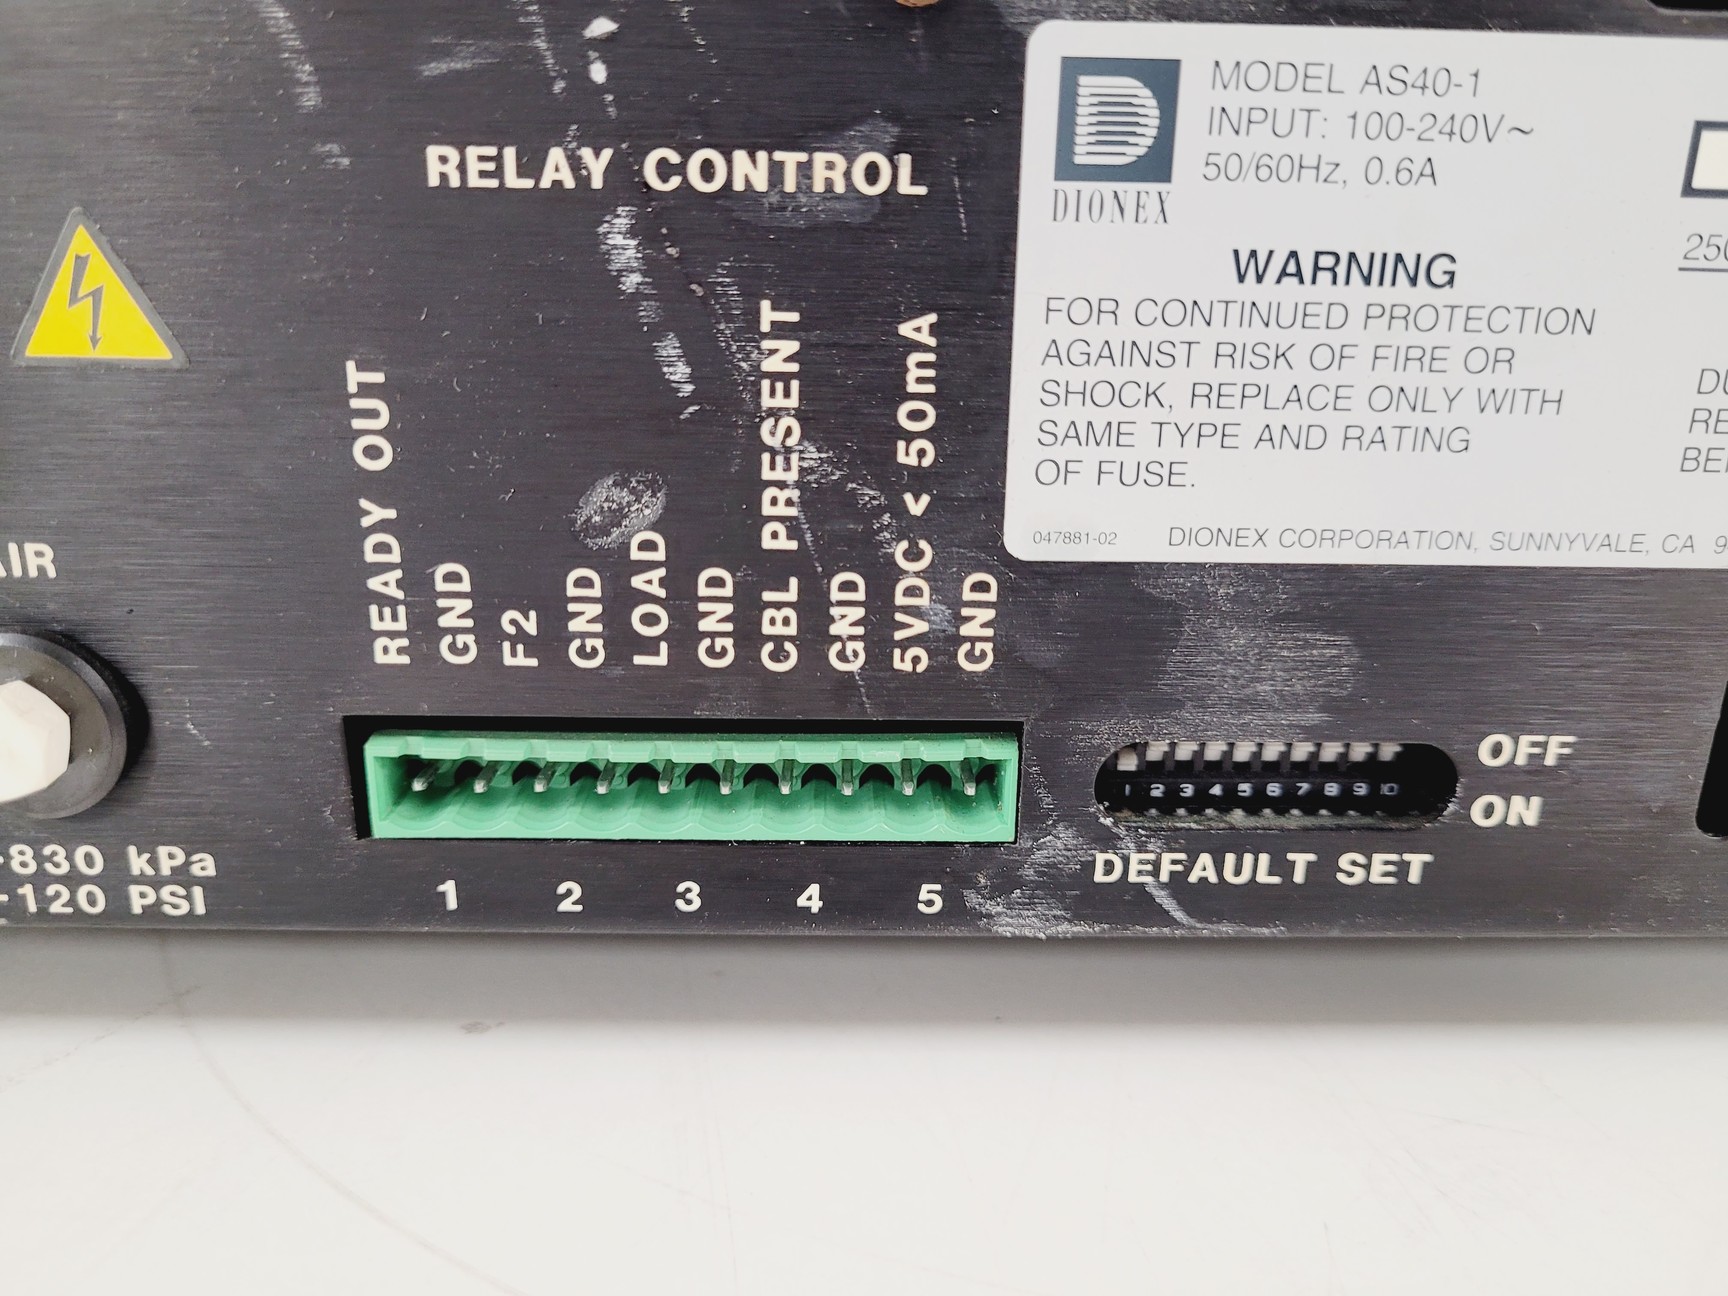 RELAY CONTROL
READY OUT
GND
F2
GND
LOAD
GND
CBL PRESENT
GND
5VDC < 50mA
GND
1 2 3 4 5
AIR
-830 kPa
-120 PSI
DIONEX
MODEL AS40-1
INPUT: 100-240V~
50/60Hz, 0.6A
WARNING
FOR CONTINUED PROTECTION
AGAINST RISK OF FIRE OR
SHOCK, REPLACE ONLY WITH
SAME TYPE AND RATING
OF FUSE.
047881-02 DIONEX CORPORATION, SUNNYVALE, CA 9
250
RE
OFF
1 2 3 4 5 6 7 8 9 10
ON
DEFAULT SET